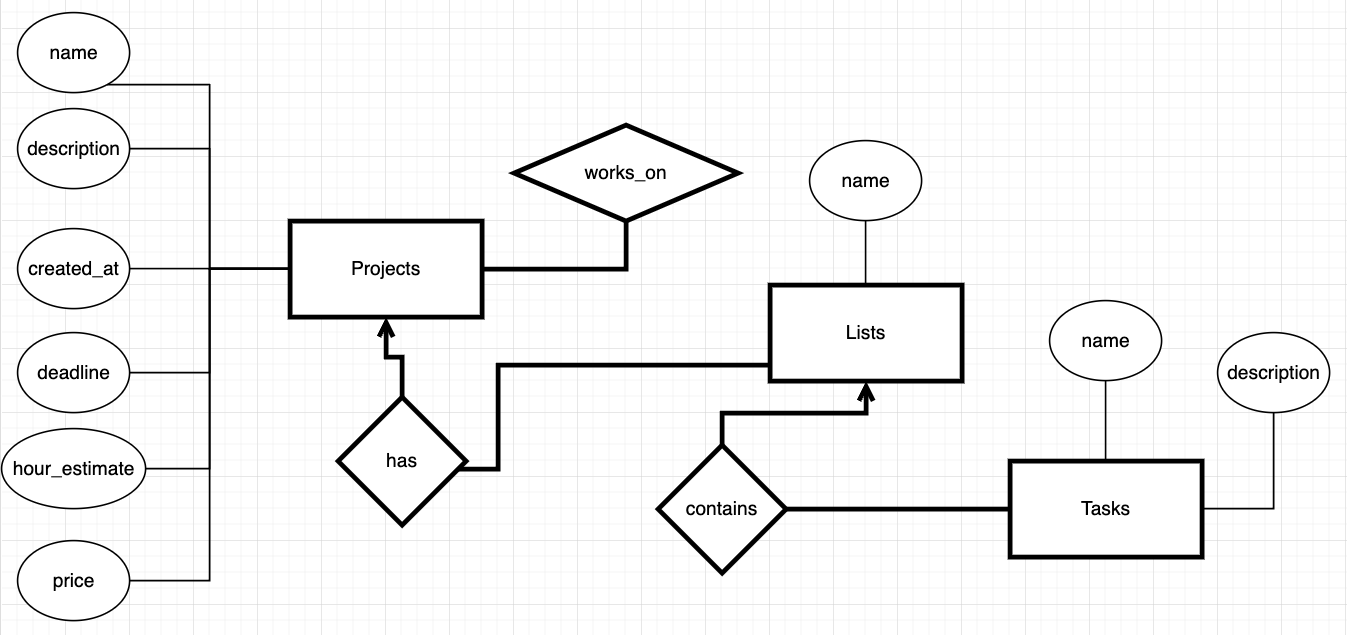 name
description
created_at
deadline
hour_estimate
price
Projects
works_on
has
name
Lists
contains
name
description
Tasks